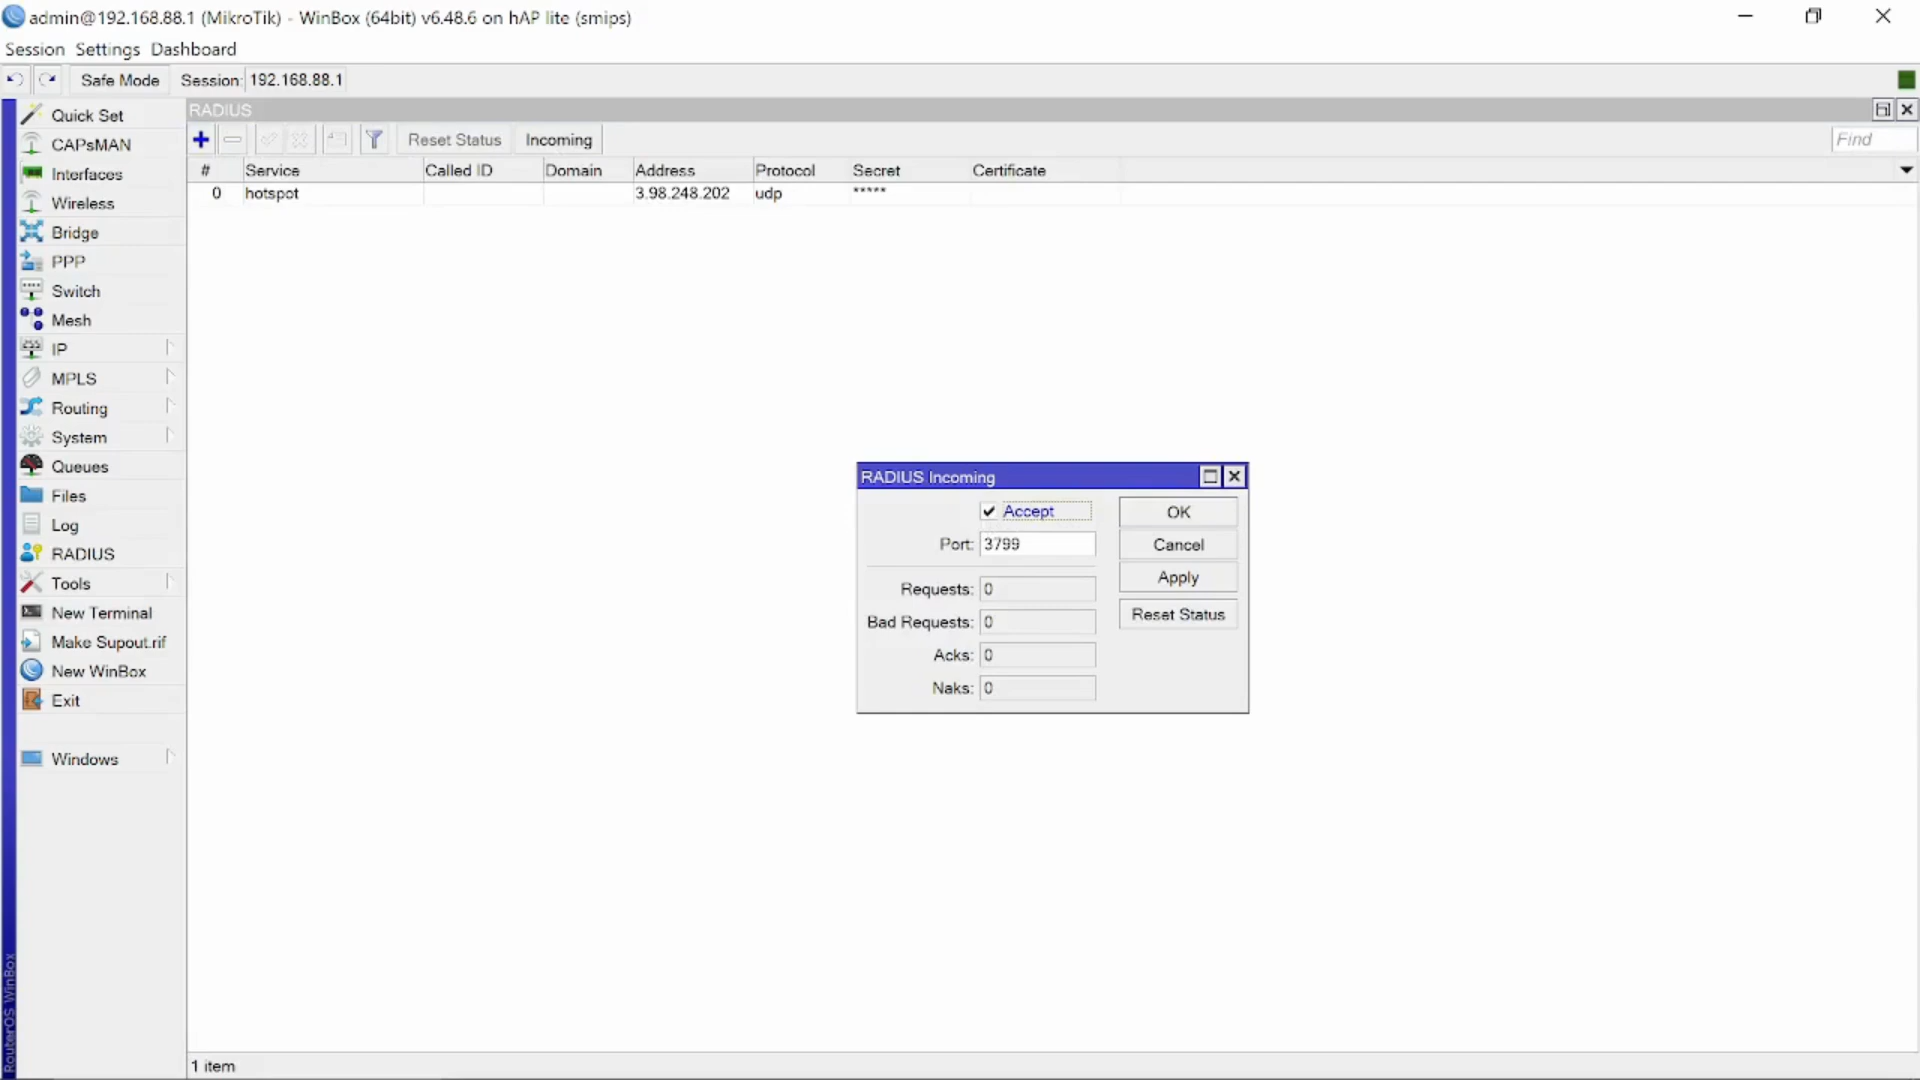 admin@192.168.88.1 (MikroTik) - WinBox (64bit) v6.48.6 on hAP lite (smips)
Session Settings Dashboard
Safe Mode Session: 192.168.88.1
Quick Set
CAPsMAN
Interfaces
Wireless
Bridge
PPP
Switch
Mesh
IP
MPLS
Routing
System
Queues
Files
Log
RADIUS
Tools
New Terminal
Make Supout.rif
New WinBox
Exit
Windows
RouterOS WinBox
RADIUS
Reset Status Incoming Find
# Service Called ID Domain Address Protocol Secret Certificate
0 hotspot 3.98.248.202 udp *****
RADIUS Incoming
Accept OK
Port: 3799 Cancel
Apply
Requests: 0
Reset Status
Bad Requests: 0
Acks: 0
Naks: 0
1 item